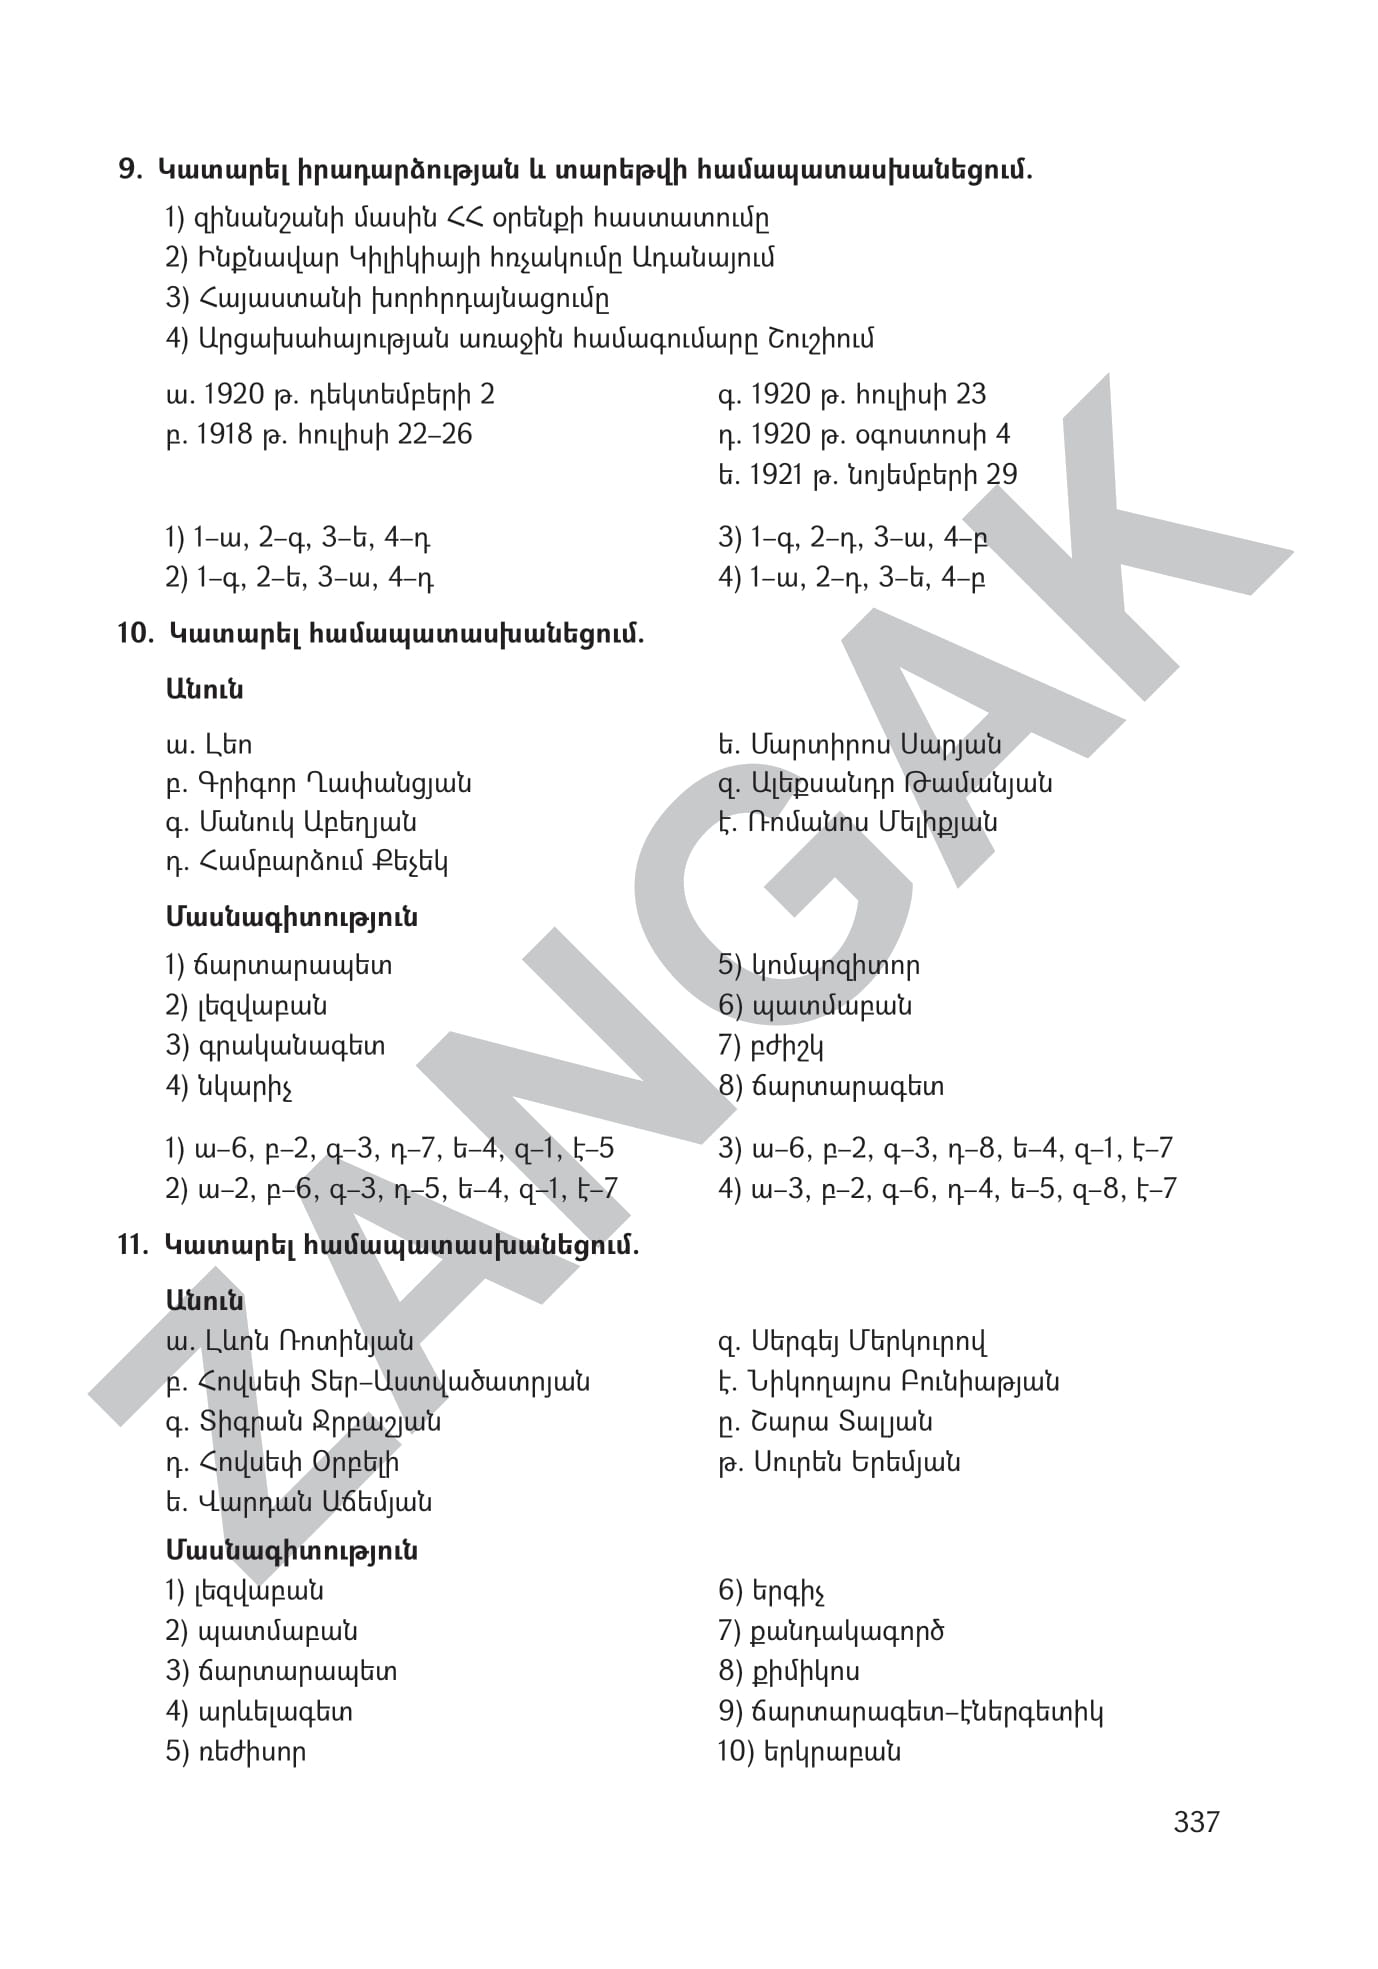 9. Կատարել իրադարձության և տարեթվի համապատասխանեցում.
1) զինանշանի մասին ՀՀ օրենքի հաստատումը
2) Ինքնավար Կիլիկիայի հռչակումը Ադանայում
3) Հայաստանի խորհրդայնացումը
4) Արցախահայության առաջին համագումարը Շուշիում
ա. 1920 թ. դեկտեմբերի 2
բ. 1918 թ. հուլիսի 22–26
գ. 1920 թ. հուլիսի 23
դ. 1920 թ. օգոստոսի 4
ե. 1921 թ. նոյեմբերի 29
1) 1–ա, 2–գ, 3–ե, 4–դ
2) 1–գ, 2–ե, 3–ա, 4–դ
3) 1–գ, 2–դ, 3–ա, 4–բ
4) 1–ա, 2–դ, 3–ե, 4–բ
10. Կատարել համապատասխանեցում.
Անուն
ա. Լեո
բ. Գրիգոր Ղափանցյան
գ. Մանուկ Աբեղյան
դ. Համբարձում Քեչեկ
ե. Մարտիրոս Սարյան
զ. Ալեքսանդր Թամանյան
է. Ռոմանոս Մելիքյան
Մասնագիտություն
1) ճարտարապետ
2) լեզվաբան
3) գրականագետ
4) նկարիչ
5) կոմպոզիտոր
6) պատմաբան
7) բժիշկ
8) ճարտարագետ
1) ա–6, բ–2, գ–3, դ–7, ե–4, զ–1, է–5
2) ա–2, բ–6, գ–3, դ–5, ե–4, զ–1, է–7
3) ա–6, բ–2, գ–3, դ–8, ե–4, զ–1, է–7
4) ա–3, բ–2, գ–6, դ–4, ե–5, զ–8, է–7
11. Կատարել համապատասխանեցում.
Անուն
ա. Լևոն Ռոտինյան
բ. Հովսեփ Տեր–Աստվածատրյան
գ. Տիգրան Ջրբաշյան
դ. Հովսեփ Օրբելի
ե. Վարդան Աճեմյան
զ. Սերգեյ Մերկուրով
է. Նիկողայոս Բունիաթյան
ը. Շարա Տալյան
թ. Սուրեն Երեմյան
Մասնագիտություն
1) լեզվաբան
2) պատմաբան
3) ճարտարապետ
4) արևելագետ
5) ռեժիսոր
6) երգիչ
7) քանդակագործ
8) քիմիկոս
9) ճարտարագետ–էներգետիկ
10) երկրաբան
337
ZANGAK